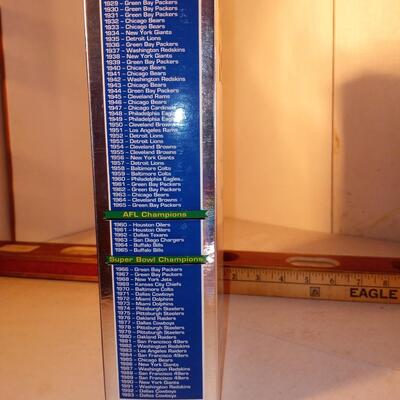 1929 – Green Bay Packers
1930 – Green Bay Packers
1931 – Green Bay Packers
1932 – Chicago Bears
1933 – Chicago Bears
1934 – New York Giants
1935 – Detroit Lions
1936 – Green Bay Packers
1937 – Washington Redskins
1938 – New York Giants
1939 – Green Bay Packers
1940 – Chicago Bears
1941 – Chicago Bears
1942 – Washington Redskins
1943 – Chicago Bears
1944 – Green Bay Packers
1945 – Cleveland Rams
1946 – Chicago Bears
1947 – Chicago Cardinals
1948 – Philadelphia Eagles
1949 – Philadelphia Eagles
1950 – Cleveland Browns
1951 – Los Angeles Rams
1952 – Detroit Lions
1953 – Detroit Lions
1954 – Cleveland Browns
1955 – Cleveland Browns
1956 – New York Giants
1957 – Detroit Lions
1958 – Baltimore Colts
1959 – Baltimore Colts
1960 – Philadelphia Eagles
1961 – Green Bay Packers
1962 – Green Bay Packers
1963 – Chicago Bears
1964 – Cleveland Browns
1965 – Green Bay Packers
AFL Champions
1960 – Houston Oilers
1961 – Houston Oilers
1962 – Dallas Texans
1963 – San Diego Chargers
1964 – Buffalo Bills
1965 – Buffalo Bills
Super Bowl Champions
1966 – Green Bay Packers
1967 – Green Bay Packers
1968 – New York Jets
1969 – Kansas City Chiefs
1970 – Baltimore Colts
1971 – Dallas Cowboys
1972 – Miami Dolphins
1973 – Miami Dolphins
1974 – Pittsburgh Steelers
1975 – Pittsburgh Steelers
1976 – Oakland Raiders
1977 – Dallas Cowboys
1978 – Pittsburgh Steelers
1979 – Pittsburgh Steelers
1980 – Oakland Raiders
1981 – San Francisco 49ers
1982 – Washington Redskins
1983 – Los Angeles Raiders
1984 – San Francisco 49ers
1985 – Chicago Bears
1986 – New York Giants
1987 – Washington Redskins
1988 – San Francisco 49ers
1989 – San Francisco 49ers
1990 – New York Giants
1991 – Washington Redskins
1992 – Dallas Cowboys
1993 – Dallas Cowboys
EAGLE